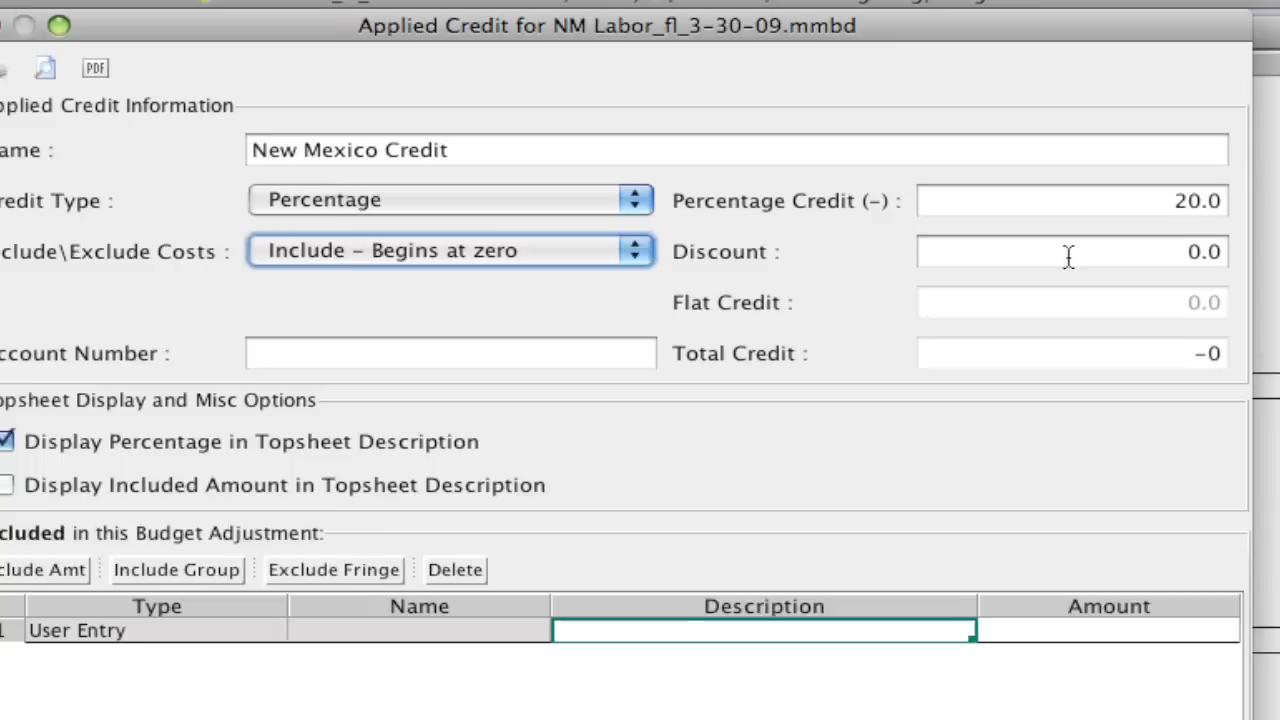 Applied Credit for NM Labor_fl_3-30-09.mmbd
PDF
pplied Credit Information
ame :
New Mexico Credit
redit Type :
Percentage
Percentage Credit (-) :
20.0
clude\Exclude Costs :
Include - Begins at zero
Discount :
0.0
Flat Credit :
0.0
ccount Number :
Total Credit :
-0
opsheet Display and Misc Options
Display Percentage in Topsheet Description
Display Included Amount in Topsheet Description
cluded in this Budget Adjustment:
clude Amt
Include Group
Exclude Fringe
Delete
Type
Name
Description
Amount
1
User Entry